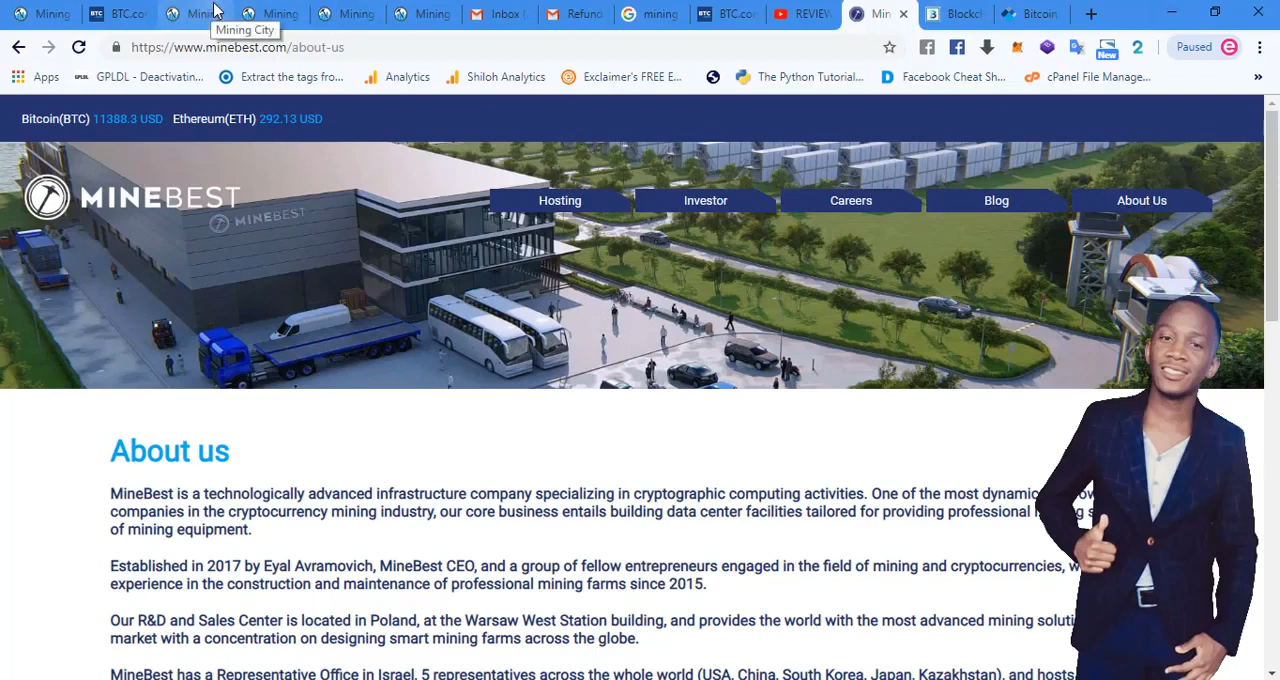 Mining
BTC.co
Minin
Mining
Mining
Mining
Inbox (
Refund
mining
BTC.co
REVIEV
Min
Blockch
Bitcoin
Mining City
https://www.minebest.com/about-us
Paused
New
Apps
GPLDL - Deactivatin...
Extract the tags from...
Analytics
Shiloh Analytics
Exclaimer's FREE E...
The Python Tutorial...
Facebook Cheat Sh...
cPanel File Manage...
Bitcoin(BTC) 11388.3 USD Ethereum(ETH) 292.13 USD
MINEBEST
MINEBEST
Hosting
Investor
Careers
Blog
About Us
About us
MineBest is a technologically advanced infrastructure company specializing in cryptographic computing activities. One of the most dynamic
companies in the cryptocurrency mining industry, our core business entails building data center facilities tailored for providing professional
of mining equipment.
Established in 2017 by Eyal Avramovich, MineBest CEO, and a group of fellow entrepreneurs engaged in the field of mining and cryptocurrencies,
experience in the construction and maintenance of professional mining farms since 2015.
Our R&D and Sales Center is located in Poland, at the Warsaw West Station building, and provides the world with the most advanced mining
market with a concentration on designing smart mining farms across the globe.
MineBest has a Representative Office in Israel, 5 representatives across the whole world (USA, China, South Korea, Japan, Kazakhstan), and hosts